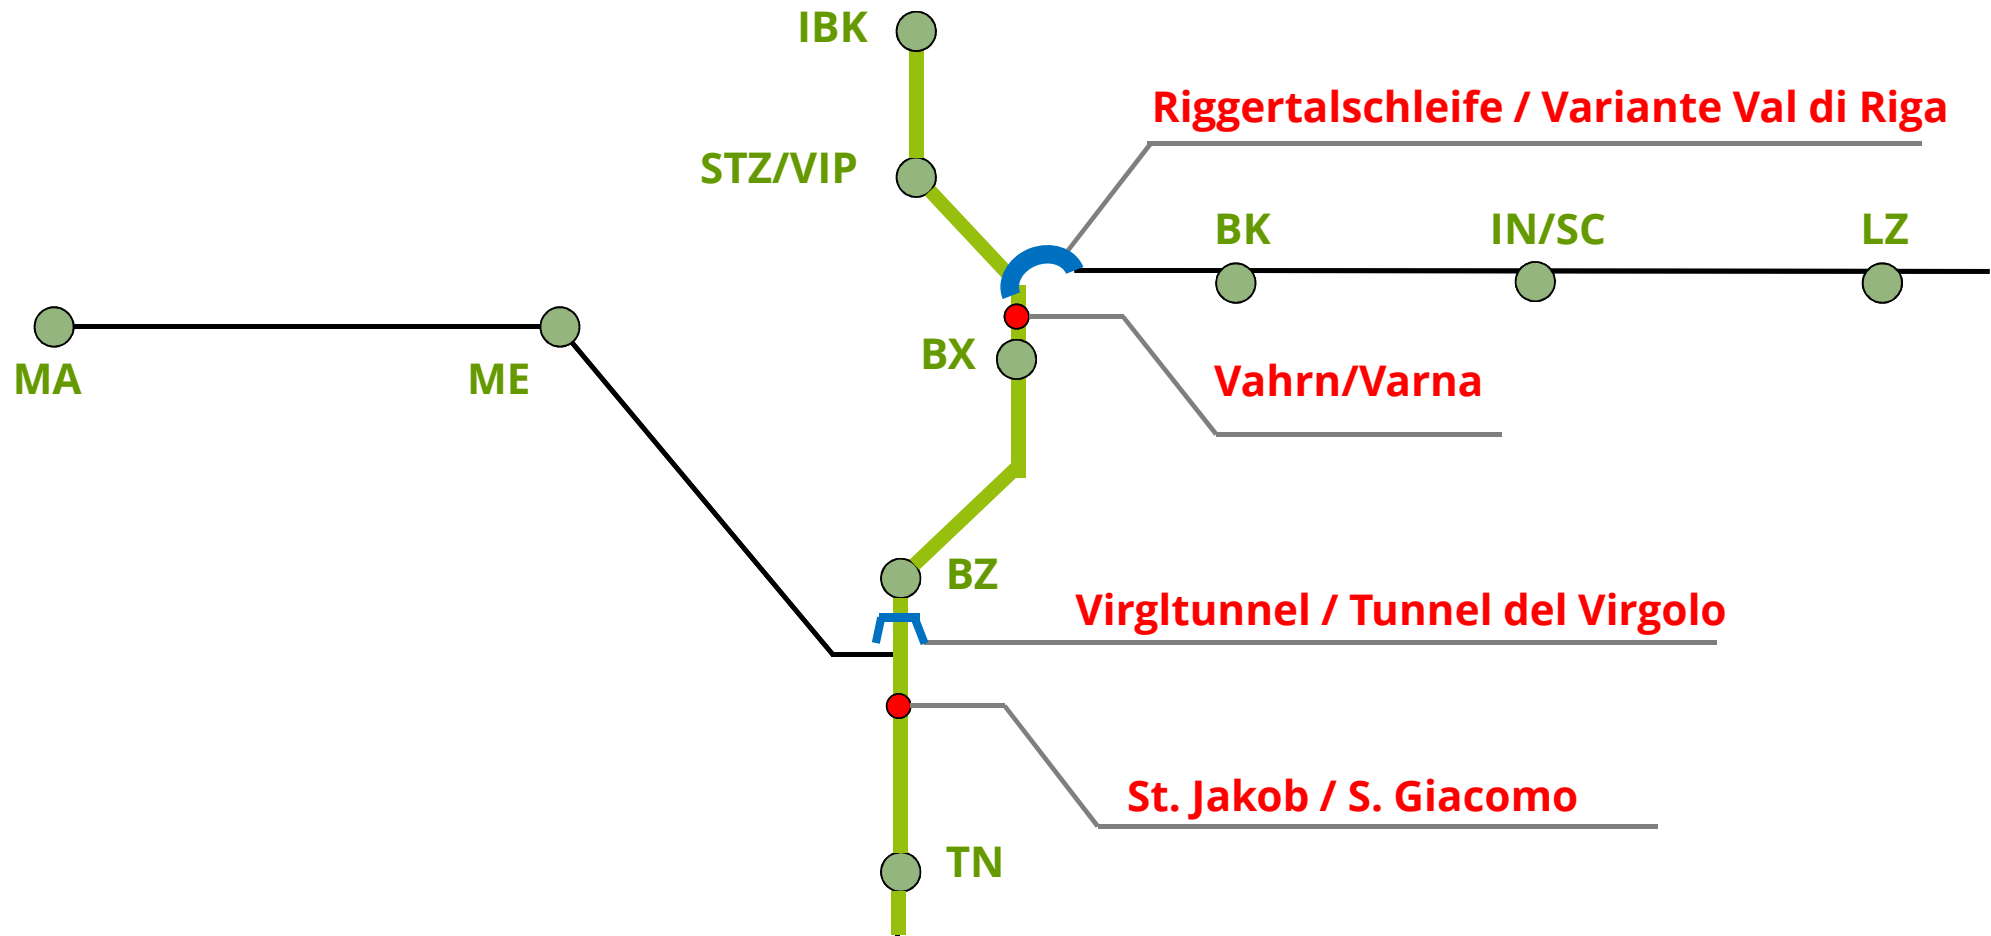 IBK
Riggertalschleife / Variante Val di Riga
STZ/VIP
BK
IN/SC
LZ
BX
MA
ME
Vahrn/Varna
BZ
Virgltunnel / Tunnel del Virgolo
St. Jakob / S. Giacomo
TN